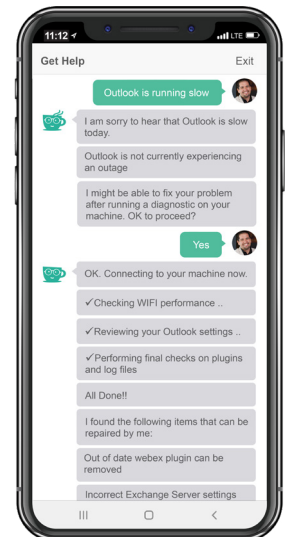 11:12
LTE
Get Help
Exit
Outlook is running slow
I am sorry to hear that Outlook is slow
today.
Outlook is not currently experiencing
an outage
I might be able to fix your problem
after running a diagnostic on your
machine. OK to proceed?
Yes
OK. Connecting to your machine now.
✓Checking WIFI performance ..
✓Reviewing your Outlook settings ..
✓Performing final checks on plugins
and log files
All Done!!
I found the following items that can be
repaired by me:
Out of date webex plugin can be
removed
Incorrect Exchange Server settings